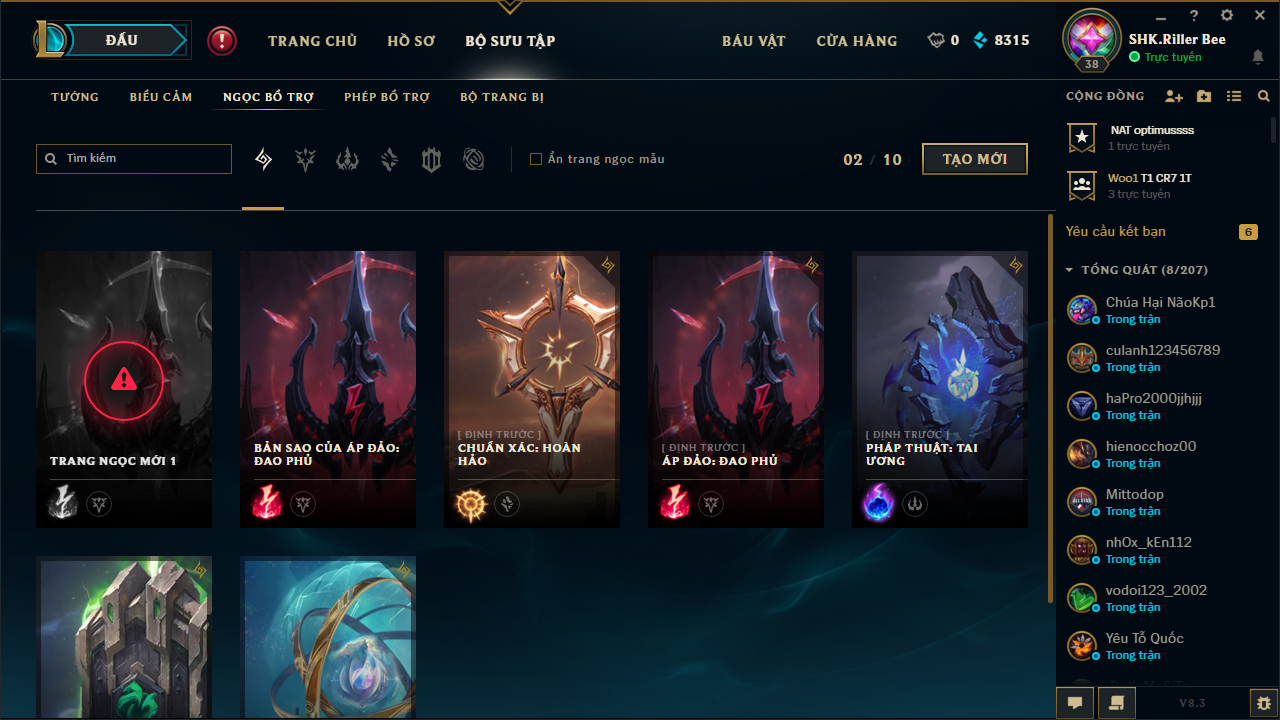 ĐẤU
!
TRANG CHỦ
HỒ SƠ
BỘ SƯU TẬP
BÁU VẬT
CỬA HÀNG
0
8315
?
SHK.Riller Bee
38
Trực tuyến
TƯỚNG
BIỂU CẢM
NGỌC BỔ TRỢ
PHÉP BỔ TRỢ
BỘ TRANG BỊ
CỘNG ĐỒNG
Tìm kiếm
Ẩn trang ngọc mẫu
02 / 10
TẠO MỚI
NAT optimussss
1 trực tuyến
Woo1 T1 CR7 1T
3 trực tuyến
Yêu cầu kết bạn
6
TỔNG QUÁT (8/207)
Chúa Hại NãoKp1
Trong trận
culanh123456789
Trong trận
haPro2000jjhjjj
Trong trận
hienocchoz00
Trong trận
Mittodop
Trong trận
nhOx_kEn112
Trong trận
vodoi123_2002
Trong trận
Yêu Tổ Quốc
Trong trận
TRANG NGỌC MỚI 1
BẢN SAO CỦA ÁP ĐẢO:
ĐAO PHỦ
[ ĐỊNH TRƯỚC ]
CHUẨN XÁC: HOÀN
HẢO
[ ĐỊNH TRƯỚC ]
ÁP ĐẢO: ĐAO PHỦ
[ ĐỊNH TRƯỚC ]
PHÁP THUẬT: TAI
ƯƠNG
V8.3